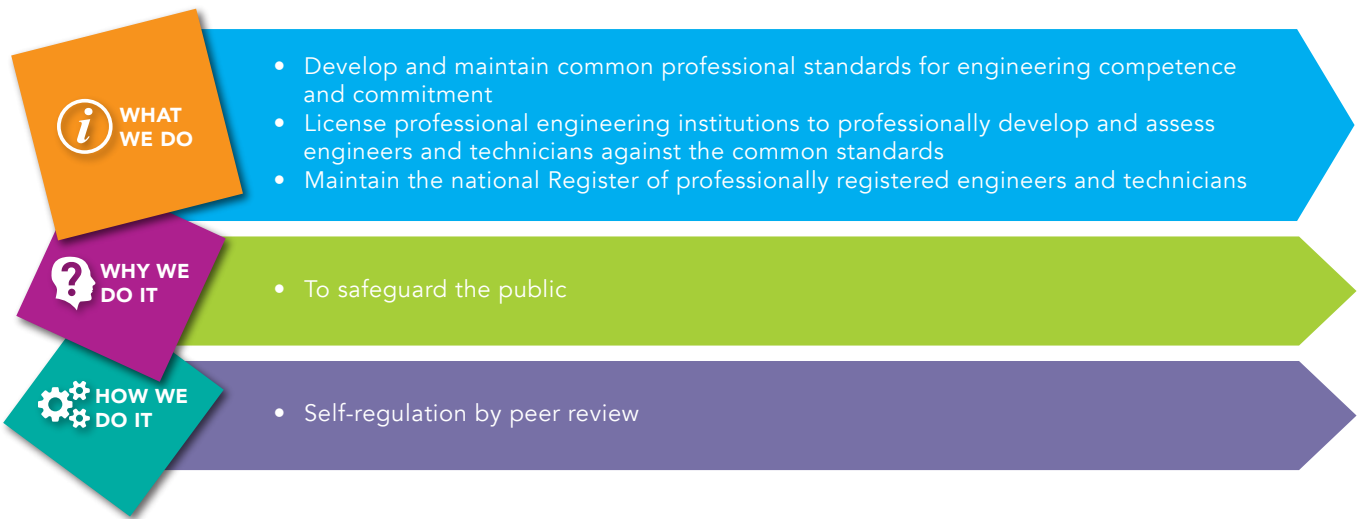 WHAT
WE DO
• Develop and maintain common professional standards for engineering competence
and commitment
• License professional engineering institutions to professionally develop and assess
engineers and technicians against the common standards
• Maintain the national Register of professionally registered engineers and technicians
WHY WE
DO IT
• To safeguard the public
HOW WE
DO IT
• Self-regulation by peer review